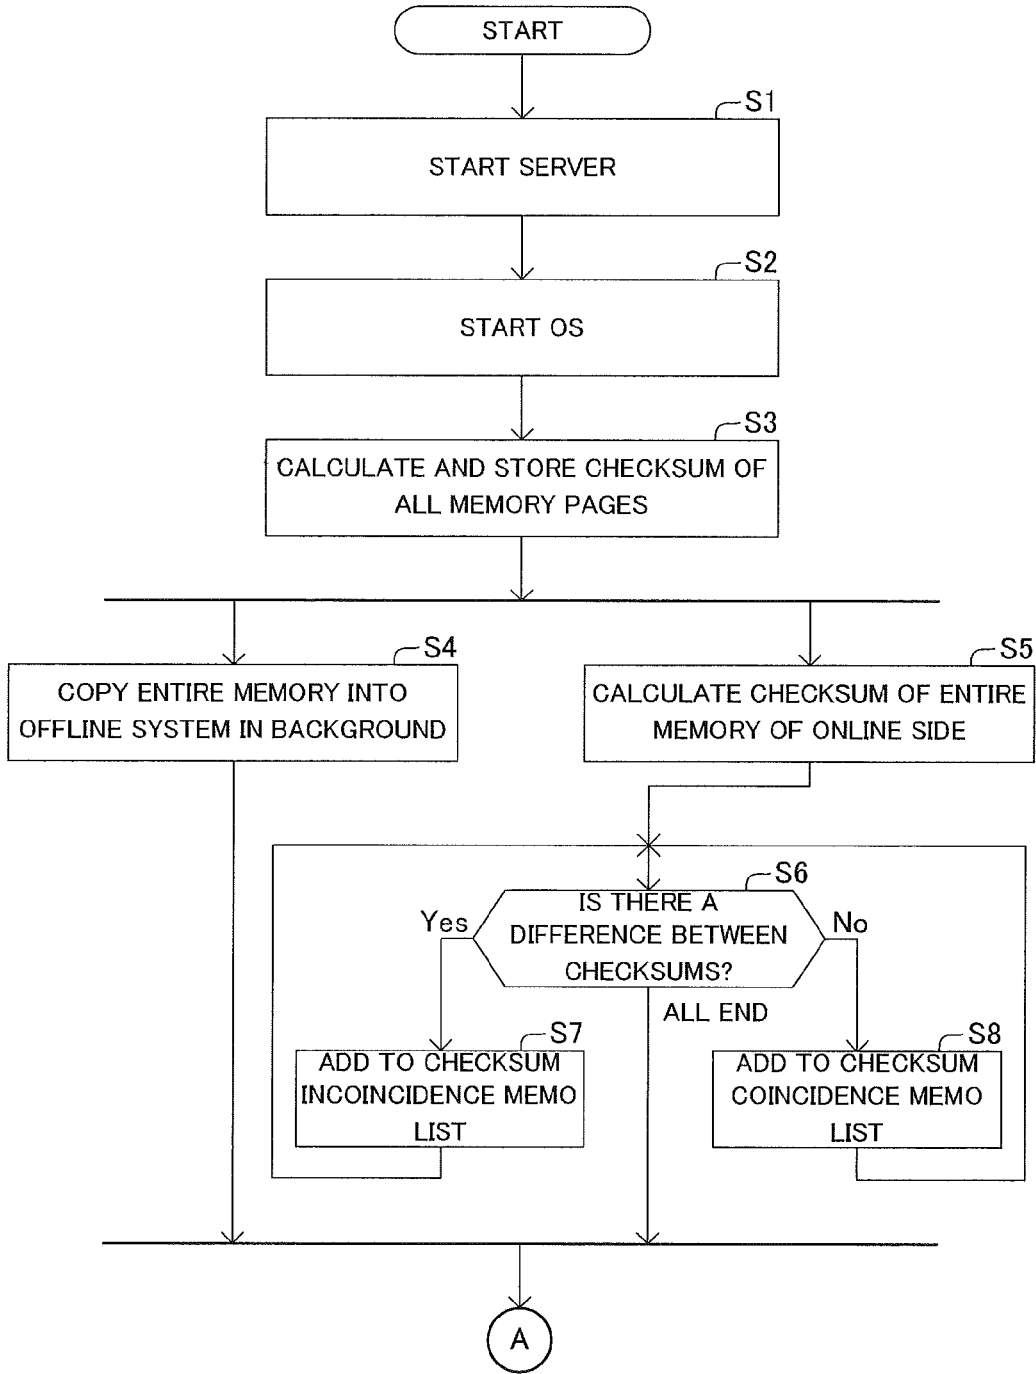 START
S1
START SERVER
S2
START OS
S3
CALCULATE AND STORE CHECKSUM OF
ALL MEMORY PAGES
S4
COPY ENTIRE MEMORY INTO
OFFLINE SYSTEM IN BACKGROUND
S5
CALCULATE CHECKSUM OF ENTIRE
MEMORY OF ONLINE SIDE
S6
IS THERE A
DIFFERENCE BETWEEN
CHECKSUMS?
Yes
No
ALL END
S7
ADD TO CHECKSUM
INCOINCIDENCE MEMO
LIST
S8
ADD TO CHECKSUM
COINCIDENCE MEMO
LIST
A